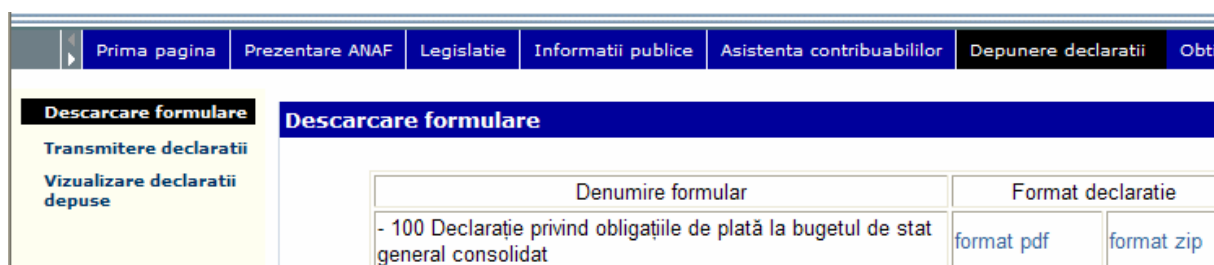 Prima pagina Prezentare ANAF Legislatie Informatii publice Asistenta contribuabililor Depunere declaratii
Descarcare formulare
Transmitere declaratii
Vizualizare declaratii
depuse
Descarcare formulare
Denumire formular Format declaratie
- 100 Declarație privind obligațiile de plată la bugetul de stat
general consolidat
format pdf format zip